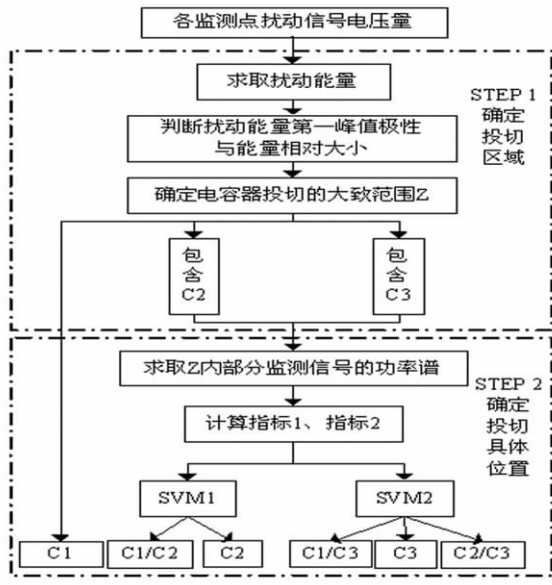 各监测点扰动信号电压量
求取扰动能量
STEP 1
确定
投切
区域
判断扰动能量第一峰值极性
与能量相对大小
确定电容器投切的大致范围Z
包
含
C2
包
含
C3
求取Z内部分监测信号的功率谱
STEP 2
确定
投切
具体
位置
计算指标1、指标2
SVM1
SVM2
C1
C1/C2
C2
C1/C3
C3
C2/C3